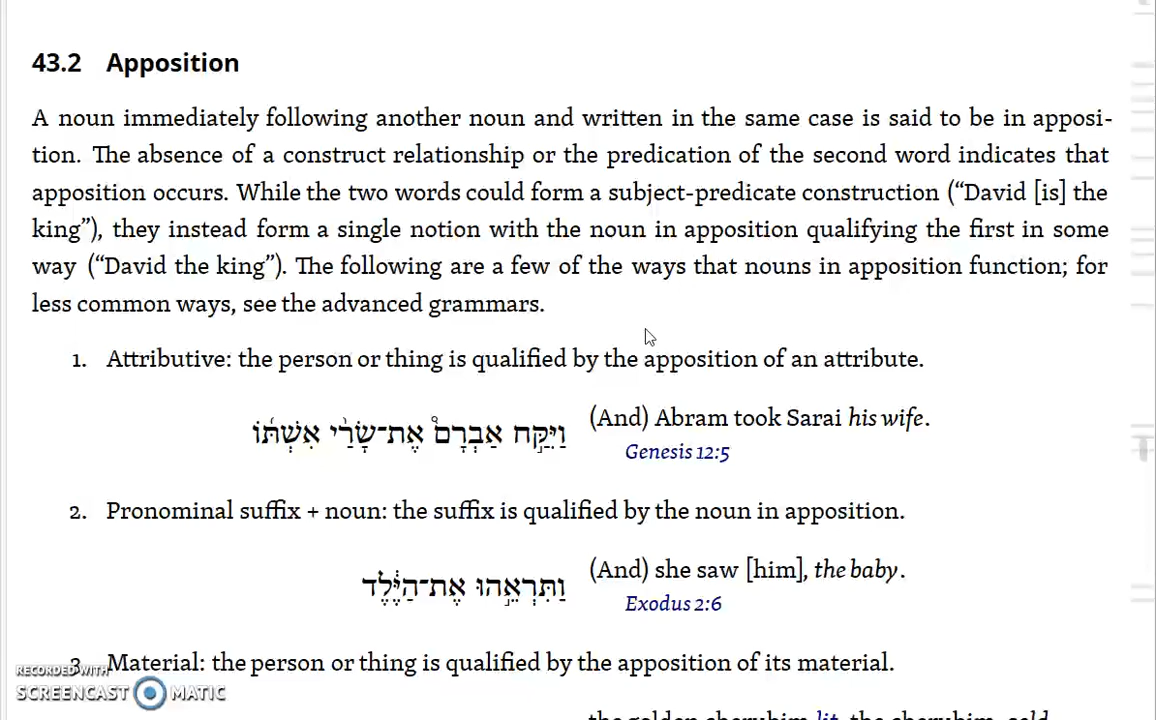 43.2 Apposition
A noun immediately following another noun and written in the same case is said to be in apposi-
tion. The absence of a construct relationship or the predication of the second word indicates that
apposition occurs. While the two words could form a subject-predicate construction (“David [is] the
king”), they instead form a single notion with the noun in apposition qualifying the first in some
way (“David the king”). The following are a few of the ways that nouns in apposition function; for
less common ways, see the advanced grammars.
1. Attributive: the person or thing is qualified by the apposition of an attribute.
(And) Abram took Sarai his wife.
וַיִּקַּ֣ח אַבְרָם֩ אֶת־שָׂרַ֨י אִשְׁתּ֜וֹ
Genesis 12:5
2. Pronominal suffix + noun: the suffix is qualified by the noun in apposition.
(And) she saw [him], the baby.
וַתִּרְאֵ֣הוּ אֶת־הַיֶּ֔לֶד
Exodus 2:6
3. Material: the person or thing is qualified by the apposition of its material.
the golden cherubim lit. the cherubim, gold
RECORDED WITH
SCREENCAST MATIC